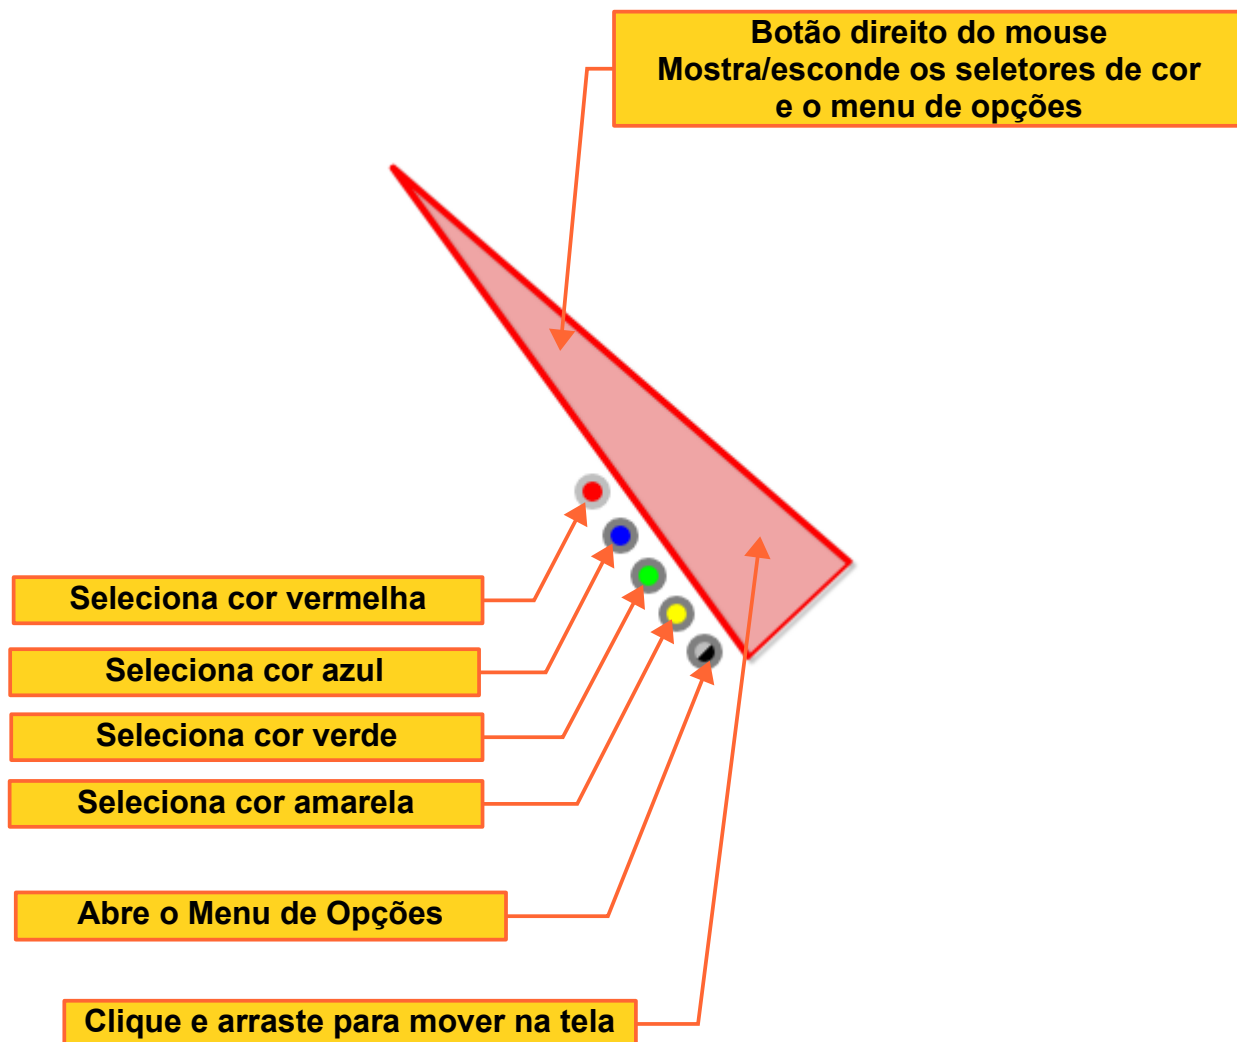 Botão direito do mouse
Mostra/esconde os seletores de cor
e o menu de opções
Seleciona cor vermelha
Seleciona cor azul
Seleciona cor verde
Seleciona cor amarela
Abre o Menu de Opções
Clique e arraste para mover na tela